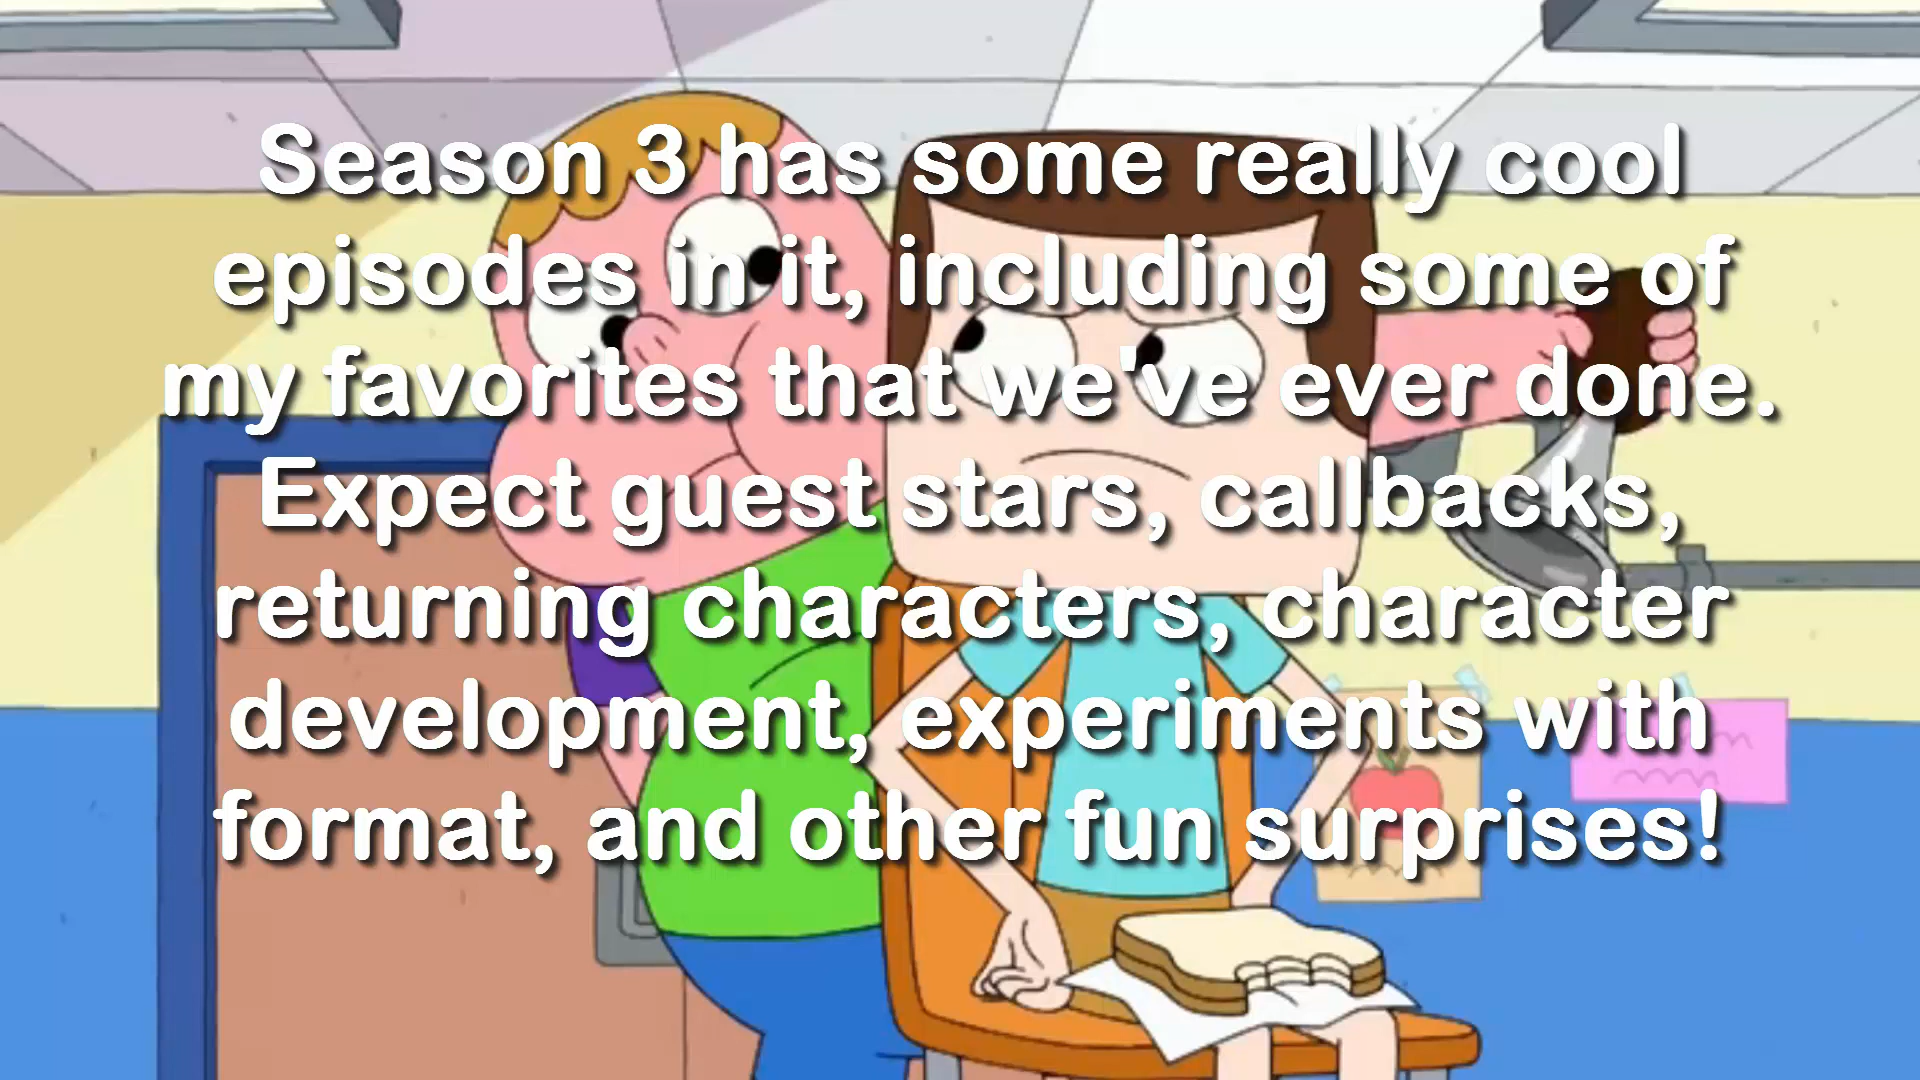 Season 3 has some really cool
episodes in it, including some of
my favorites that we've ever done.
Expect guest stars, callbacks,
returning characters, character
development, experiments with
format, and other fun surprises!